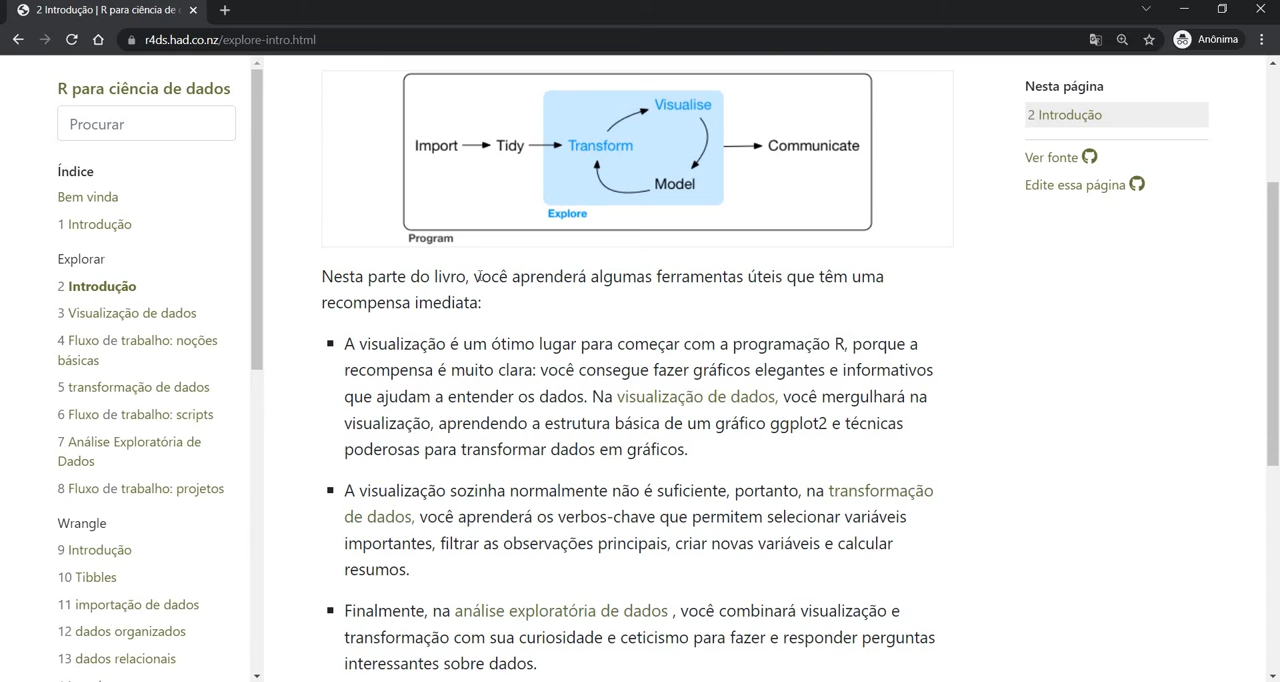 2 Introdução | R para ciência de d
r4ds.had.co.nz/explore-intro.html
Anônima
R para ciência de dados
Procurar
Índice
Bem vinda
1 Introdução
Explorar
2 Introdução
3 Visualização de dados
4 Fluxo de trabalho: noções
básicas
5 transformação de dados
6 Fluxo de trabalho: scripts
7 Análise Exploratória de
Dados
8 Fluxo de trabalho: projetos
Wrangle
9 Introdução
10 Tibbles
11 importação de dados
12 dados organizados
13 dados relacionais
Visualise
Import
Tidy
Transform
Communicate
Model
Explore
Program
Nesta parte do livro, você aprenderá algumas ferramentas úteis que têm uma
recompensa imediata:
A visualização é um ótimo lugar para começar com a programação R, porque a
recompensa é muito clara: você consegue fazer gráficos elegantes e informativos
que ajudam a entender os dados. Na visualização de dados, você mergulhará na
visualização, aprendendo a estrutura básica de um gráfico ggplot2 e técnicas
poderosas para transformar dados em gráficos.
A visualização sozinha normalmente não é suficiente, portanto, na transformação
de dados, você aprenderá os verbos-chave que permitem selecionar variáveis
importantes, filtrar as observações principais, criar novas variáveis e calcular
resumos.
Finalmente, na análise exploratória de dados , você combinará visualização e
transformação com sua curiosidade e ceticismo para fazer e responder perguntas
interessantes sobre dados.
Nesta página
2 Introdução
Ver fonte
Edite essa página